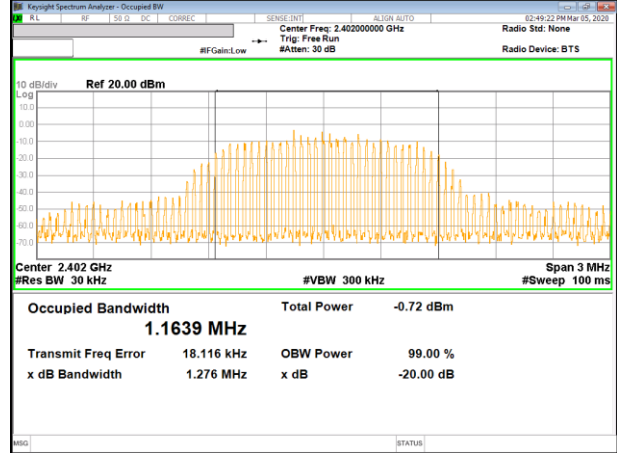 Keysight Spectrum Analyzer - Occupied BW
RL RF 50 Ω DC CORREC SENSE:INT ALIGN AUTO 02:49:22 PM Mar 05, 2020
Center Freq: 2.402000000 GHz Radio Std: None
Trig: Free Run
#IFGain:Low #Atten: 30 dB Radio Device: BTS
10 dB/div Ref 20.00 dBm
Log
10.0
0.00
-10.0
-20.0
-30.0
-40.0
-50.0
-60.0
-70.0
Center 2.402 GHz Span 3 MHz
#Res BW 30 kHz #VBW 300 kHz #Sweep 100 ms
Occupied Bandwidth Total Power -0.72 dBm
1.1639 MHz
Transmit Freq Error 18.116 kHz OBW Power 99.00 %
x dB Bandwidth 1.276 MHz x dB -20.00 dB
MSG STATUS